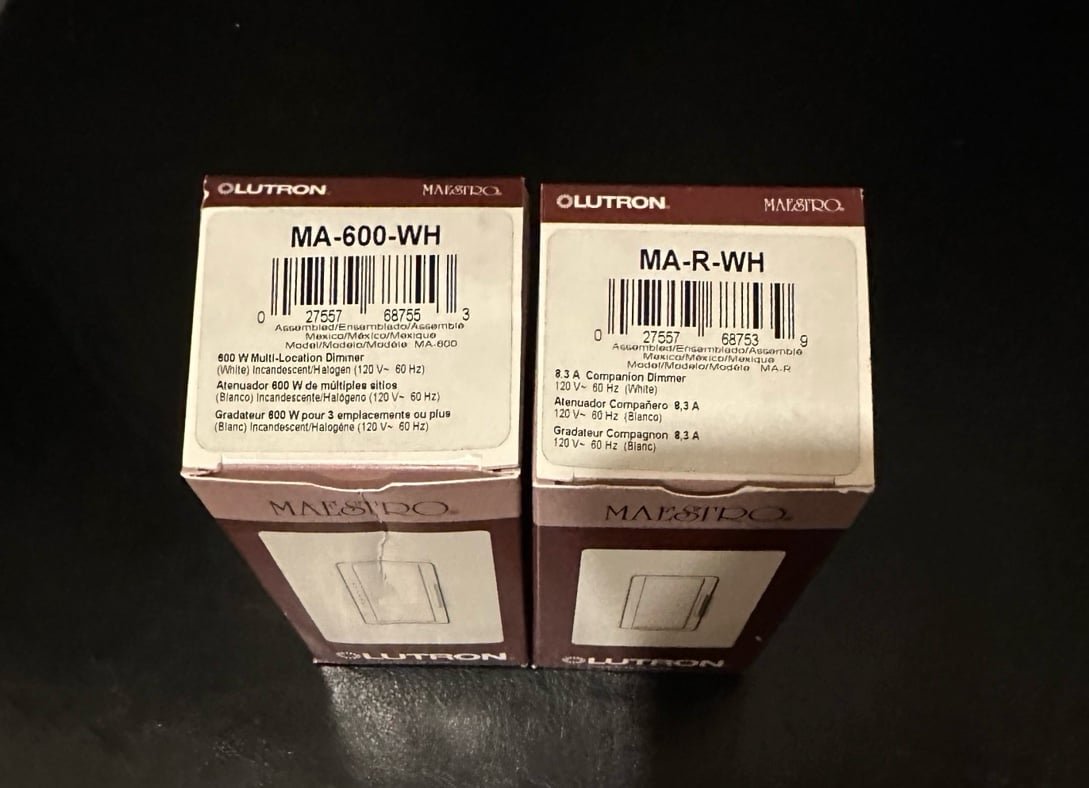 LUTRON MAESTRO
MA-600-WH
0 27557 68755 3
Assembled/Ensamblado/Assemblé
Mexico/México/Mexique
Model/Modelo/Modèle MA-600
600 W Multi-Location Dimmer
(White) Incandescent/Halogen (120 V~ 60 Hz)
Atenuador 600 W de múltiples sitios
(Blanco) Incandescente/Halógeno (120 V~ 60 Hz)
Gradateur 600 W pour 3 emplacements ou plus
(Blanc) Incandescent/Halogène (120 V~ 60 Hz)
MAESTRO
LUTRON
LUTRON MAESTRO
MA-R-WH
0 27557 68753 9
Assembled/Ensamblado/Assemblé
Mexico/México/Mexique
Model/Modelo/Modèle MA-R
8.3 A Companion Dimmer
120 V~ 60 Hz (White)
Atenuador Compañero 8,3 A
120 V~ 60 Hz (Blanco)
Gradateur Compagnon 8,3 A
120 V~ 60 Hz (Blanc)
MAESTRO
LUTRON